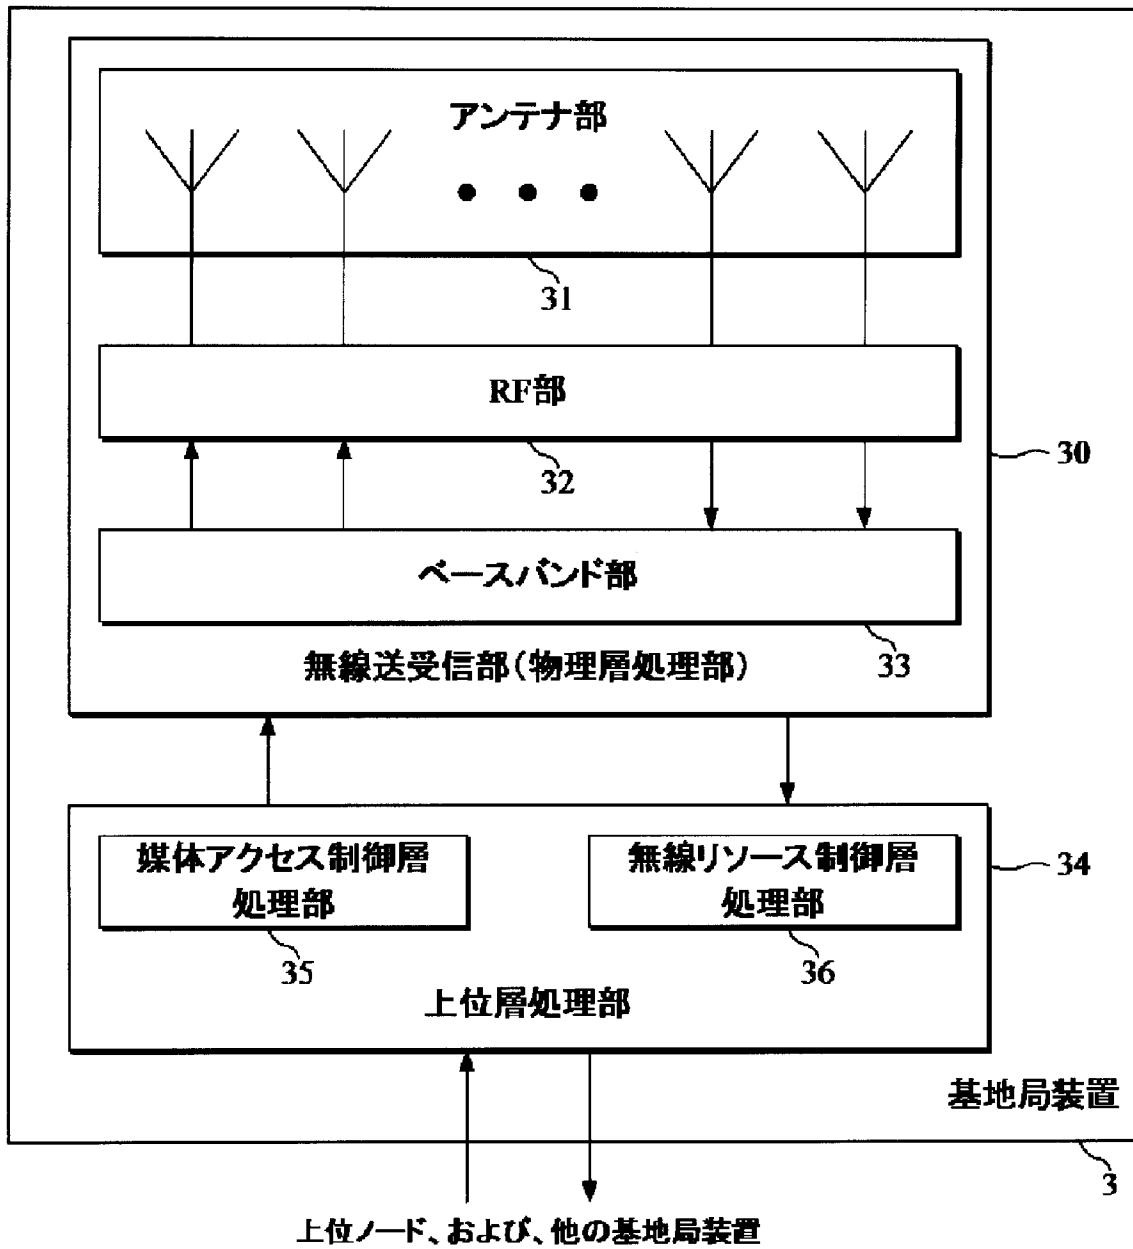 アンテナ部
31
RF部
32
30
ベースバンド部
33
無線送受信部(物理層処理部)
媒体アクセス制御層
処理部
35
無線リソース制御層
処理部
36
34
上位層処理部
基地局装置
3
上位ノード、および、他の基地局装置